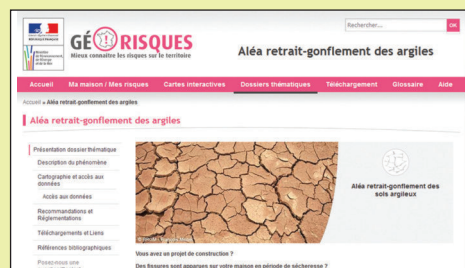 Rechercher...
OK
GÉORISQUES
Mieux connaître les risques sur le territoire
Aléa retrait-gonflement des argiles
Accueil Ma maison / Mes risques Cartes interactives Dossiers thématiques Téléchargement Glossaire Aide
Accueil » Aléa retrait-gonflement des argiles
Aléa retrait-gonflement des argiles
Présentation dossier thématique
Description du phénomène
Cartographie et accès aux
données
Accès aux données
Recommandations et
Réglementations
Téléchargements et Liens
Références bibliographiques
Posez-nous une
Aléa retrait-gonflement des
sols argileux
Vous avez un projet de construction ?
Des fissures sont apparues sur votre maison en période de sécheresse ?